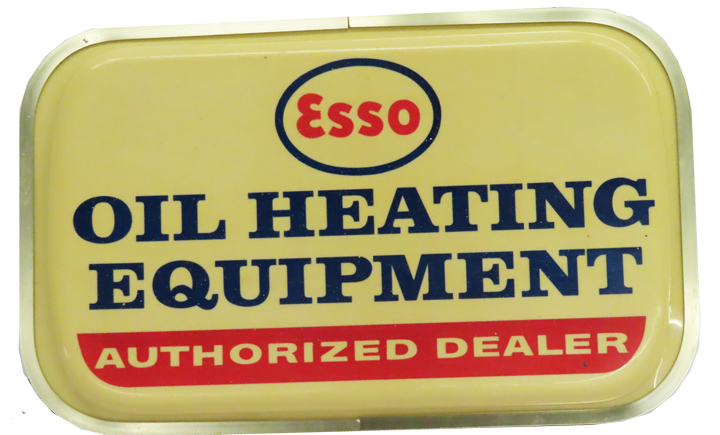 Esso
OIL HEATING
EQUIPMENT
AUTHORIZED DEALER